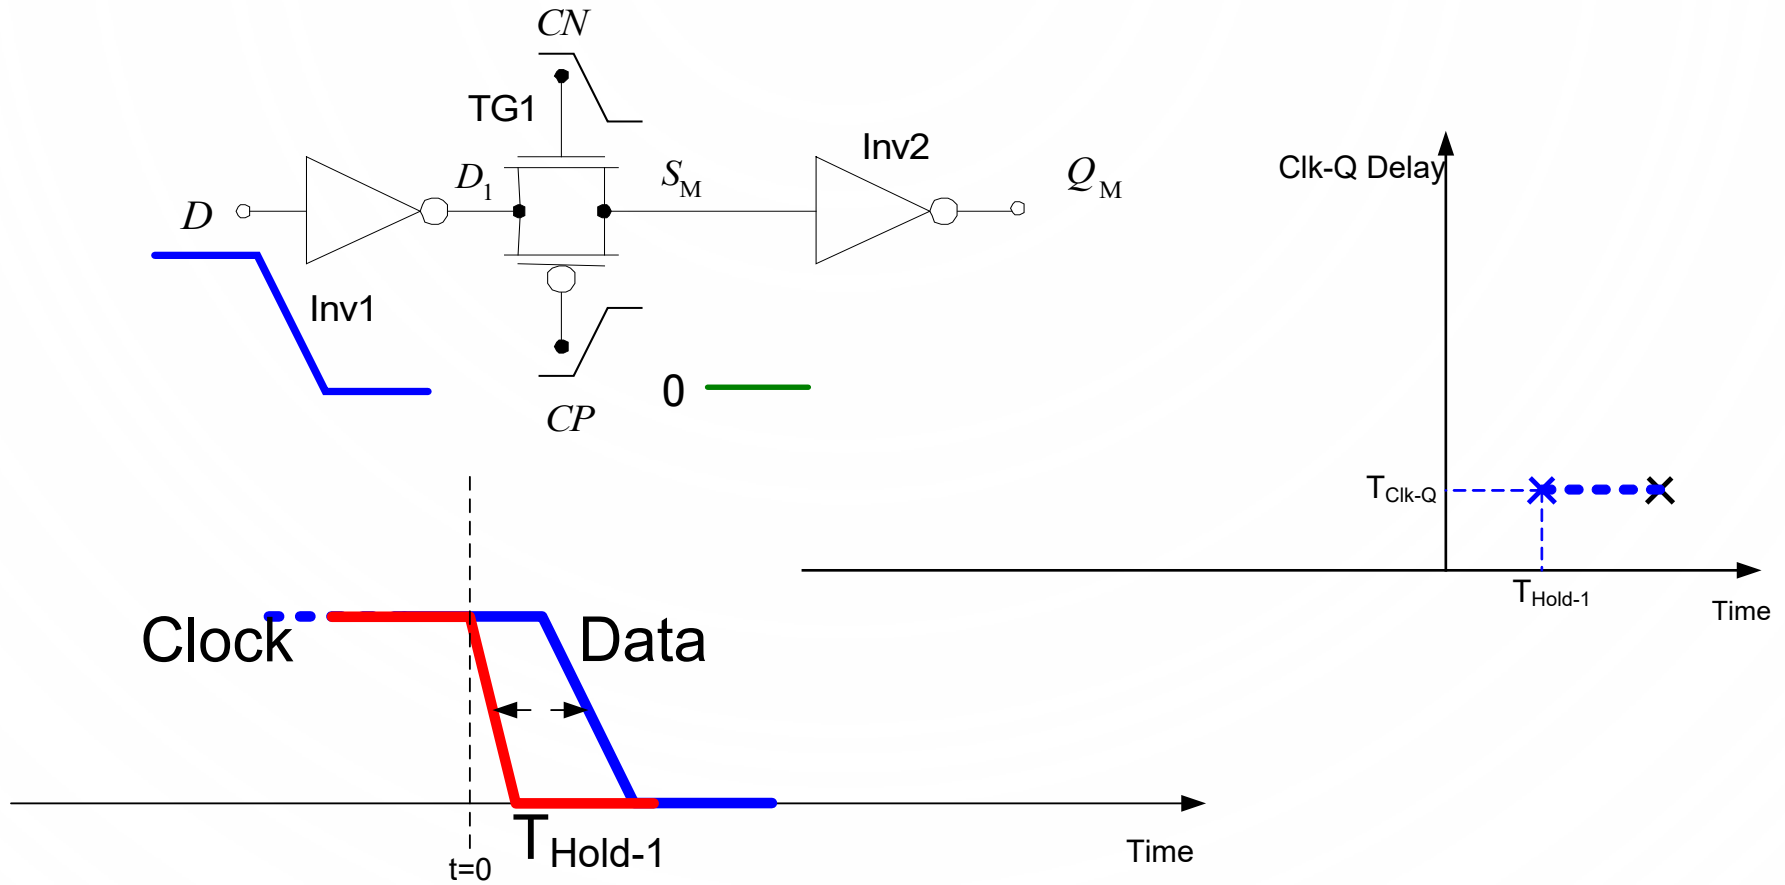 CN
TG1
Inv2
Clk-Q Delay
D
D1
SM
QM
Inv1
0
CP
TClk-Q
THold-1
Time
Clock
Data
THold-1
t=0
Time